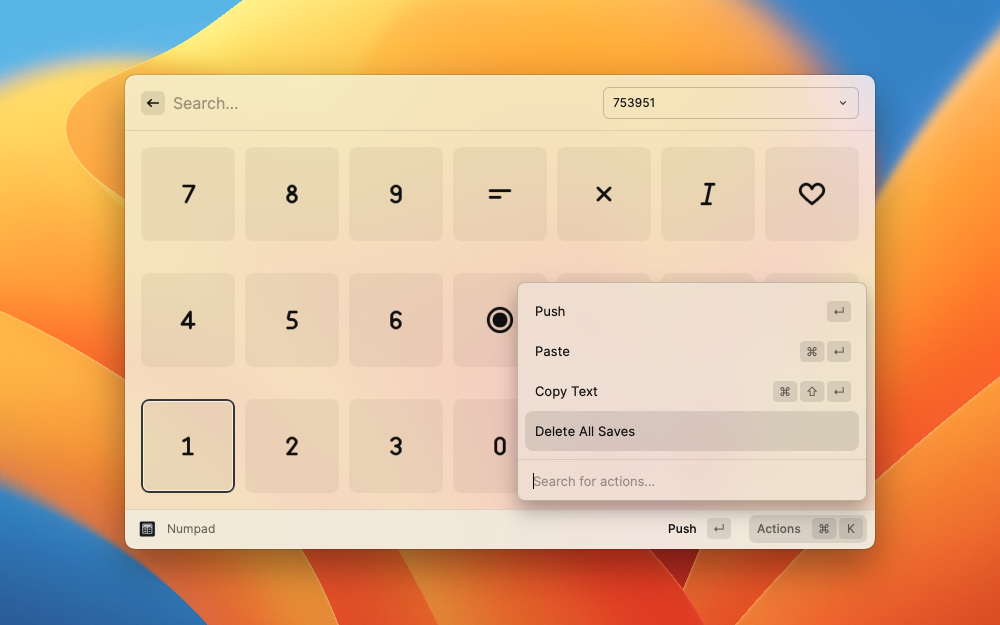 Search...
753951
7 8 9 = × I ♡
4 5 6
1 2 3 0
Push ↵
Paste ⌘ ↵
Copy Text ⌘ ⇧ ↵
Delete All Saves
Search for actions...
Numpad
Push ↵ Actions ⌘ K